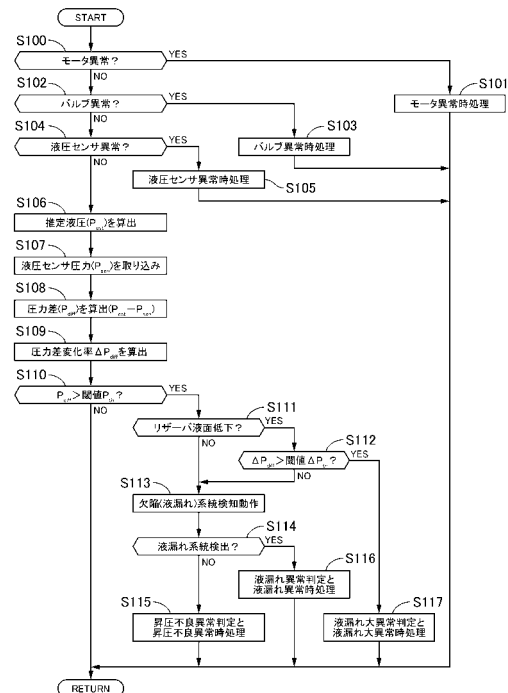 START
S100
モータ異常?
YES
NO
S101
モータ異常時処理
S102
バルブ異常?
YES
NO
S103
バルブ異常時処理
S104
液圧センサ異常?
YES
NO
S105
液圧センサ異常時処理
S106
推定液圧(Pest)を算出
S107
液圧センサ圧力(Psen)を取り込み
S108
圧力差(Pdiff)を算出(Pest－Psen)
S109
圧力差変化率ΔPdiffを算出
S110
Pdiff>閾値Pth?
YES
NO
S111
リザーバ液面低下?
YES
NO
S112
ΔPdiff>閾値ΔPth?
YES
NO
S113
欠陥(液漏れ)系統検知動作
S114
液漏れ系統検出?
YES
NO
S115
昇圧不良異常判定と
昇圧不良異常時処理
S116
液漏れ異常判定と
液漏れ異常時処理
S117
液漏れ大異常判定と
液漏れ大異常時処理
RETURN